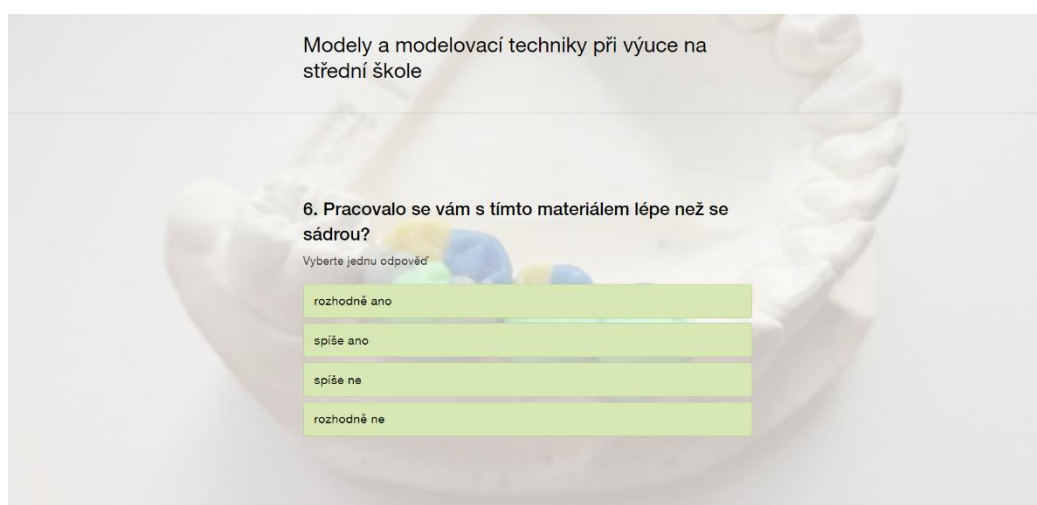 Modely a modelovací techniky při výuce na
střední škole
6. Pracovalo se vám s tímto materiálem lépe než se
sádrou?
Vyberte jednu odpověď
rozhodně ano
spíše ano
spíše ne
rozhodně ne